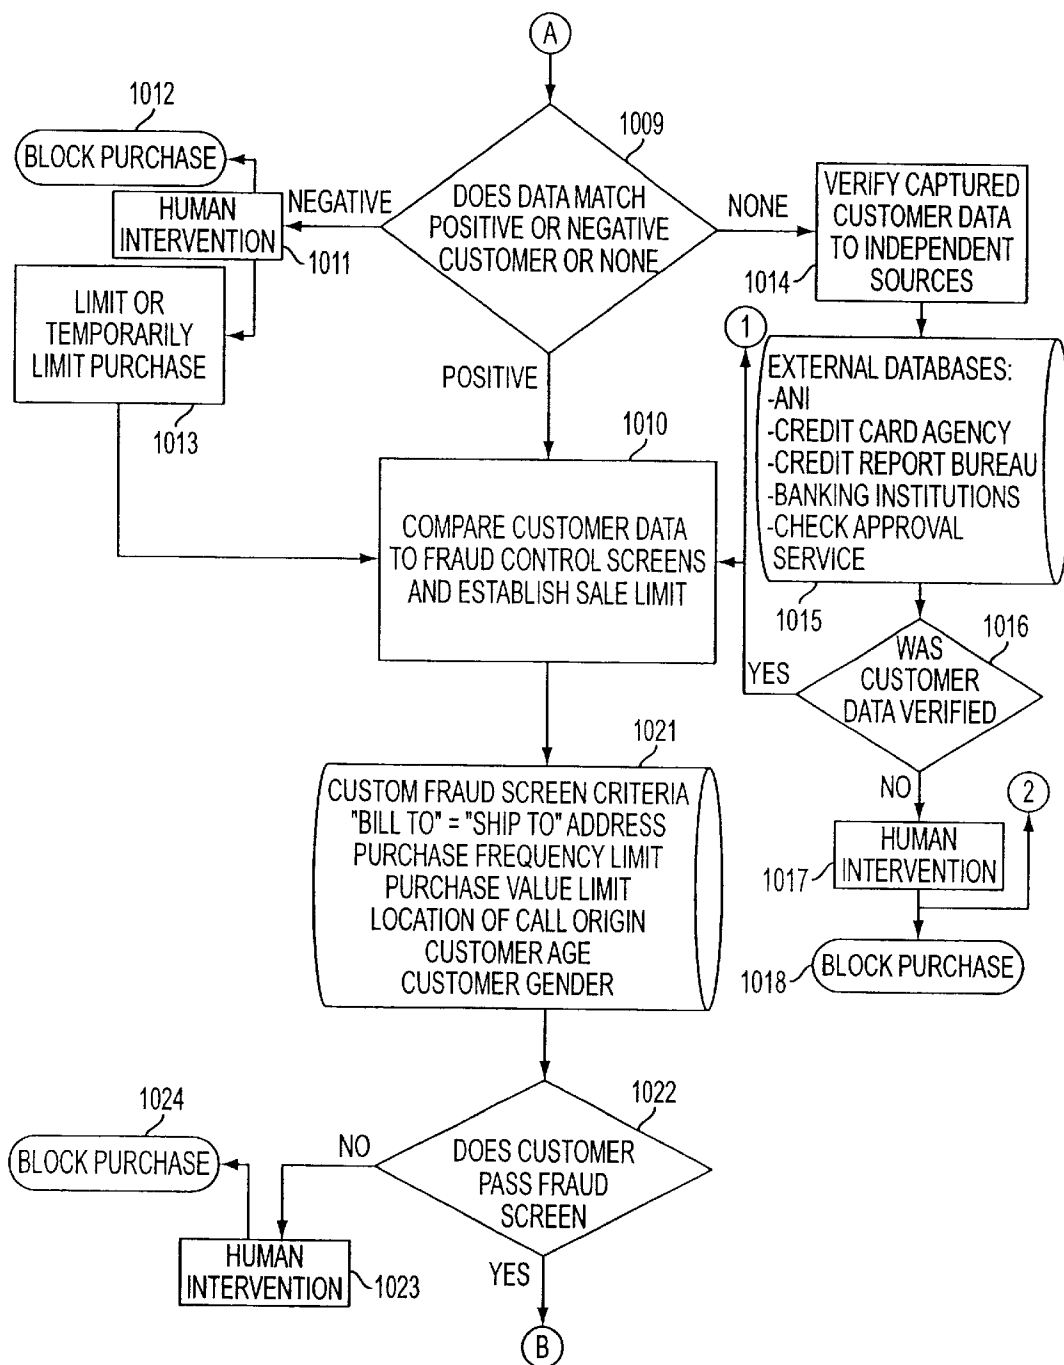 A
1012
BLOCK PURCHASE
1009
DOES DATA MATCH
POSITIVE OR NEGATIVE
CUSTOMER OR NONE
NEGATIVE
HUMAN
INTERVENTION
1011
LIMIT OR
TEMPORARILY
LIMIT PURCHASE
1013
NONE
VERIFY CAPTURED
CUSTOMER DATA
TO INDEPENDENT
SOURCES
1014
1
POSITIVE
EXTERNAL DATABASES:
-ANI
-CREDIT CARD AGENCY
-CREDIT REPORT BUREAU
-BANKING INSTITUTIONS
-CHECK APPROVAL
SERVICE
1015
1010
COMPARE CUSTOMER DATA
TO FRAUD CONTROL SCREENS
AND ESTABLISH SALE LIMIT
1016
WAS
CUSTOMER
DATA VERIFIED
YES
NO
2
HUMAN
INTERVENTION
1017
BLOCK PURCHASE
1018
1021
CUSTOM FRAUD SCREEN CRITERIA
"BILL TO" = "SHIP TO" ADDRESS
PURCHASE FREQUENCY LIMIT
PURCHASE VALUE LIMIT
LOCATION OF CALL ORIGIN
CUSTOMER AGE
CUSTOMER GENDER
1022
DOES CUSTOMER
PASS FRAUD
SCREEN
NO
1024
BLOCK PURCHASE
HUMAN
INTERVENTION
1023
YES
B